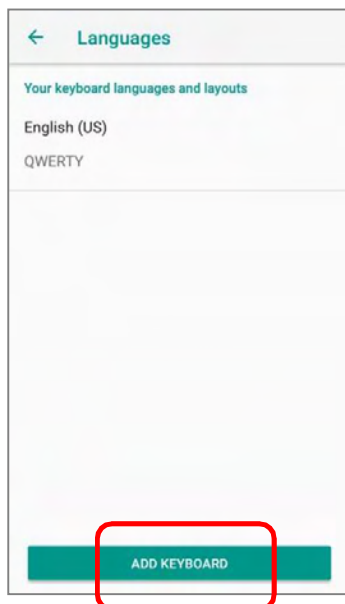 Languages
Your keyboard languages and layouts
English (US)
QWERTY
ADD KEYBOARD